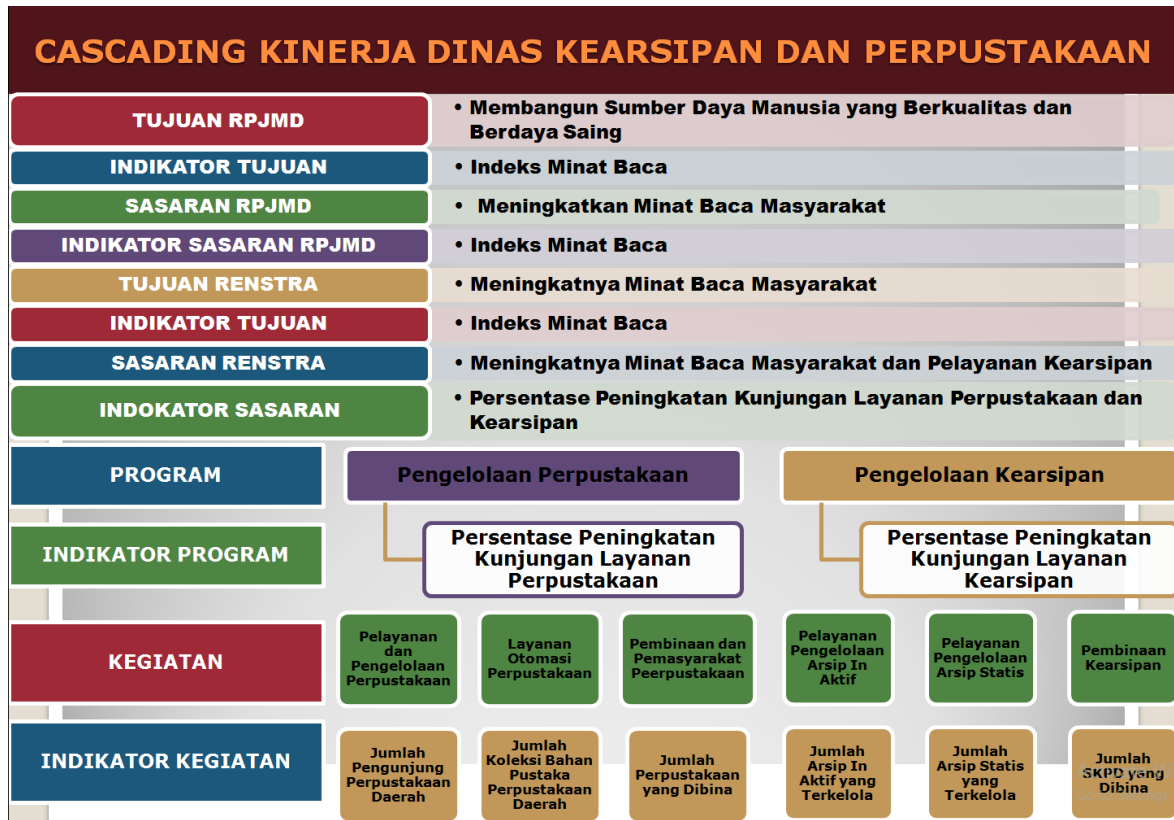 CASCADING KINERJA DINAS KEARSIPAN DAN PERPUSTAKAAN
TUJUAN RPJMD
• Membangun Sumber Daya Manusia yang Berkualitas dan
Berdaya Saing
INDIKATOR TUJUAN
• Indeks Minat Baca
SASARAN RPJMD
• Meningkatkan Minat Baca Masyarakat
INDIKATOR SASARAN RPJMD
• Indeks Minat Baca
TUJUAN RENSTRA
• Meningkatnya Minat Baca Masyarakat
INDIKATOR TUJUAN
• Indeks Minat Baca
SASARAN RENSTRA
• Meningkatnya Minat Baca Masyarakat dan Pelayanan Kearsipan
INDOKATOR SASARAN
• Persentase Peningkatan Kunjungan Layanan Perpustakaan dan
Kearsipan
PROGRAM
Pengelolaan Perpustakaan
Pengelolaan Kearsipan
INDIKATOR PROGRAM
Persentase Peningkatan
Kunjungan Layanan
Perpustakaan
Persentase Peningkatan
Kunjungan Layanan
Kearsipan
KEGIATAN
Pelayanan
dan
Pengelolaan
Perpustakaan
Layanan
Otomasi
Perpustakaan
Pembinaan dan
Pemasyarakat
Peerpustakaan
Pelayanan
Pengelolaan
Arsip In
Aktif
Pelayanan
Pengelolaan
Arsip Statis
Pembinaan
Kearsipan
INDIKATOR KEGIATAN
Jumlah
Pengunjung
Perpustakaan
Daerah
Jumlah
Koleksi Bahan
Pustaka
Perpustakaan
Daerah
Jumlah
Perpustakaan
yang Dibina
Jumlah
Arsip In
Aktif yang
Terkelola
Jumlah
Arsip Statis
yang
Terkelola
Jumlah
SKPD yang
Dibina